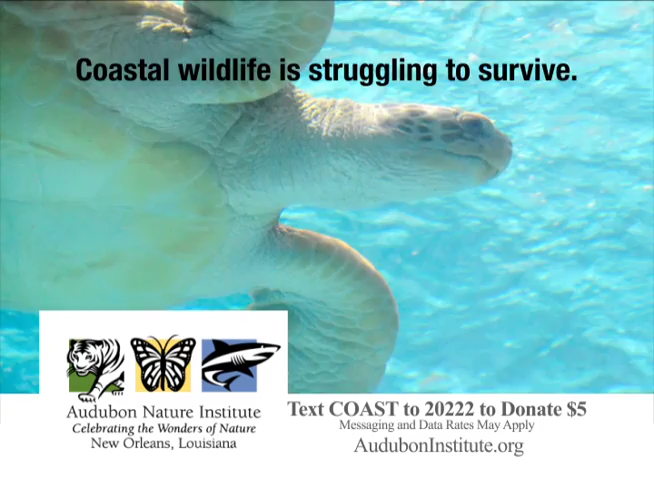 Coastal wildlife is struggling to survive.
Audubon Nature Institute
Celebrating the Wonders of Nature
New Orleans, Louisiana
Text COAST to 20222 to Donate $5
Messaging and Data Rates May Apply
AudubonInstitute.org